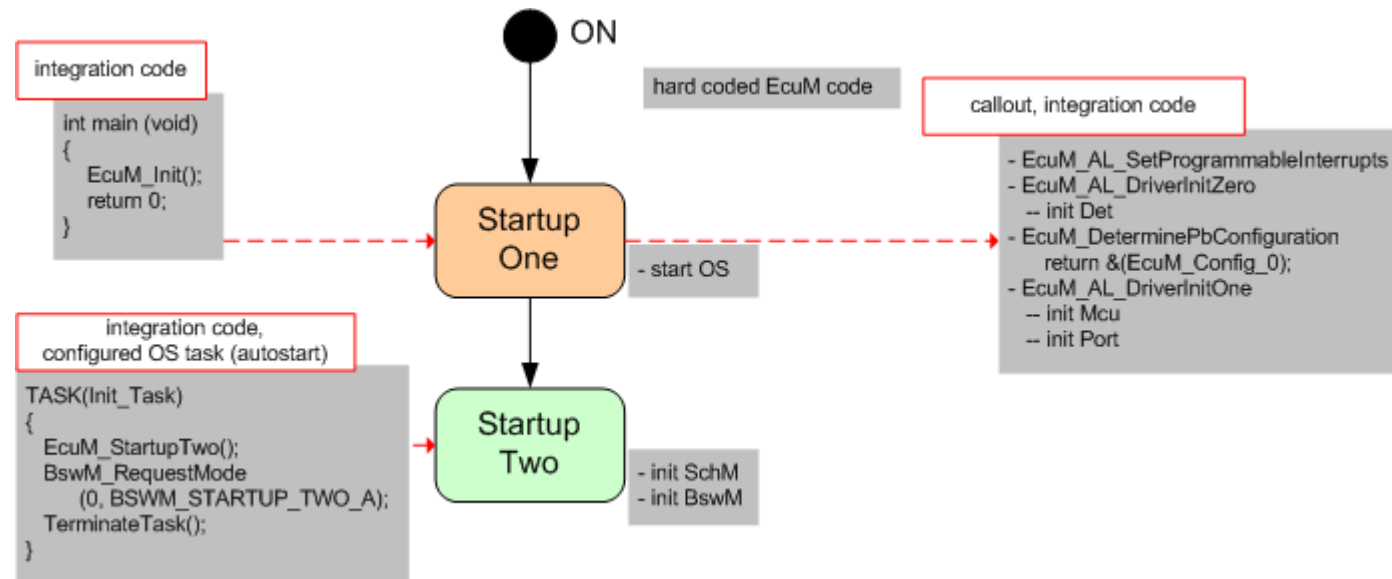 ON
integration code
int main (void)
{
EcuM_Init();
return 0;
}
hard coded EcuM code
callout, integration code
- EcuM_AL_SetProgrammableInterrupts
- EcuM_AL_DriverInitZero
-- init Det
- EcuM_DeterminePbConfiguration
return &(EcuM_Config_0);
- EcuM_AL_DriverInitOne
-- init Mcu
-- init Port
Startup
One
- start OS
integration code,
configured OS task (autostart)
TASK(Init_Task)
{
EcuM_StartupTwo();
BswM_RequestMode
(0, BSWM_STARTUP_TWO_A);
TerminateTask();
}
Startup
Two
- init SchM
- init BswM